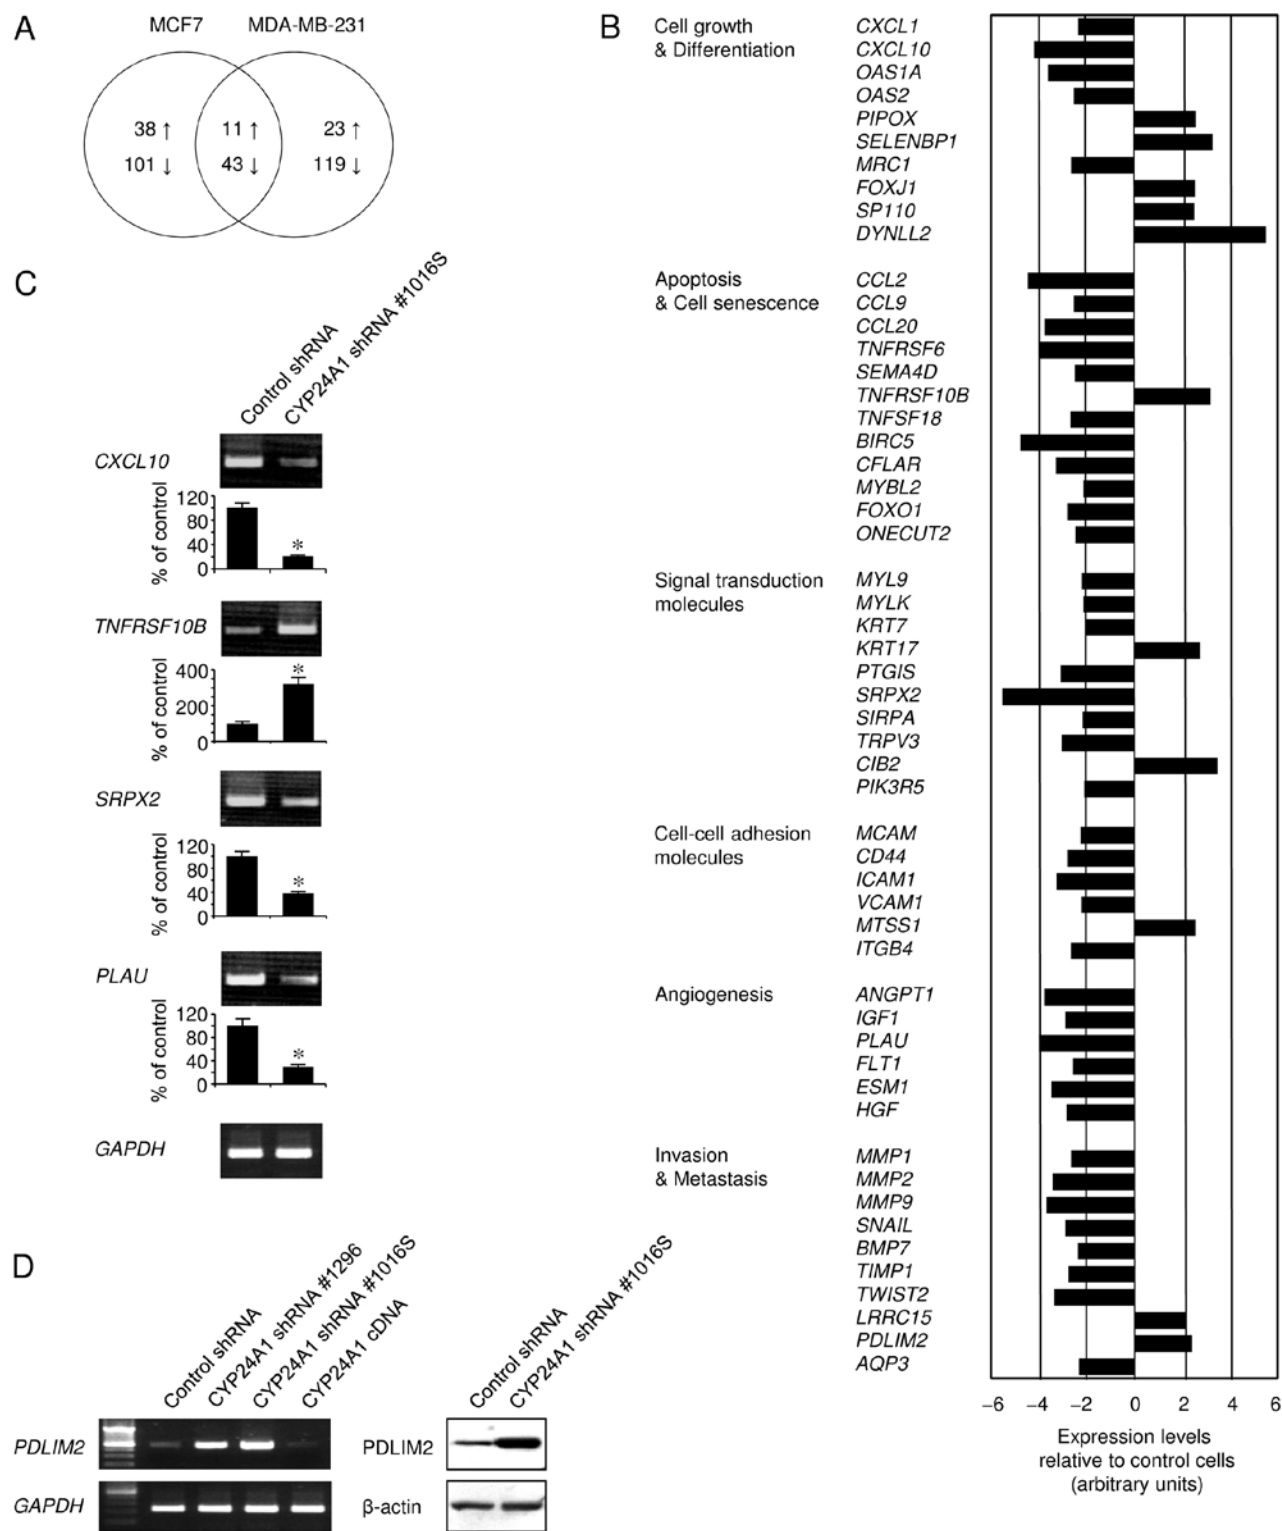 A
MCF7 MDA-MB-231
38 ↑ 11 ↑ 23 ↑
101 ↓ 43 ↓ 119 ↓
B
Cell growth
& Differentiation
CXCL1
CXCL10
OAS1A
OAS2
PIPOX
SELENBP1
MRC1
FOXJ1
SP110
DYNLL2
Apoptosis
& Cell senescence
CCL2
CCL9
CCL20
TNFRSF6
SEMA4D
TNFRSF10B
TNFSF18
BIRC5
CFLAR
MYBL2
FOXO1
ONECUT2
Signal transduction
molecules
MYL9
MYLK
KRT7
KRT17
PTGIS
SRPX2
SIRPA
TRPV3
CIB2
PIK3R5
Cell-cell adhesion
molecules
MCAM
CD44
ICAM1
VCAM1
MTSS1
ITGB4
Angiogenesis
ANGPT1
IGF1
PLAU
FLT1
ESM1
HGF
Invasion
& Metastasis
MMP1
MMP2
MMP9
SNAIL
BMP7
TIMP1
TWIST2
LRRC15
PDLIM2
AQP3
−6 −4 −2 0 2 4 6
Expression levels
relative to control cells
(arbitrary units)
C
Control shRNA
CYP24A1 shRNA #1016S
CXCL10
% of control
120
80
40
0
*
TNFRSF10B
% of control
400
200
0
*
SRPX2
% of control
120
80
40
0
*
PLAU
% of control
120
80
40
0
*
GAPDH
D
Control shRNA
CYP24A1 shRNA #1296
CYP24A1 shRNA #1016S
CYP24A1 cDNA
PDLIM2
GAPDH
Control shRNA
CYP24A1 shRNA #1016S
PDLIM2
β-actin